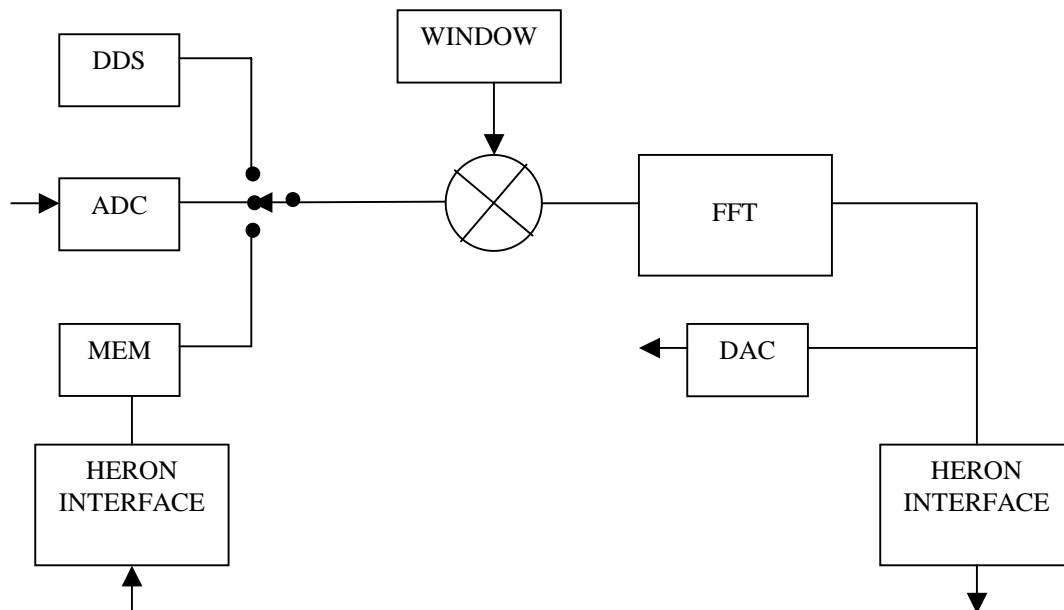 WINDOW
DDS
ADC
FFT
MEM
DAC
HERON
INTERFACE
HERON
INTERFACE